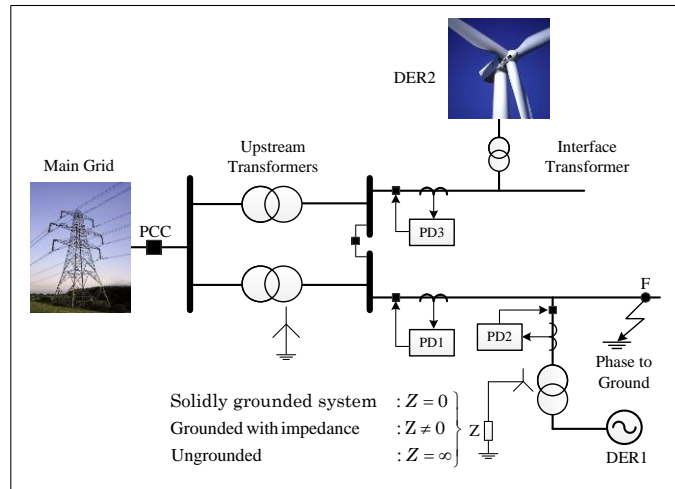 DER2
Main Grid
Upstream
Transformers
Interface
Transformer
PCC
PD3
F
PD1
PD2
Phase to
Ground
Solidly grounded system : Z = 0
Grounded with impedance : Z ≠ 0
Ungrounded : Z = ∞
Z
DER1